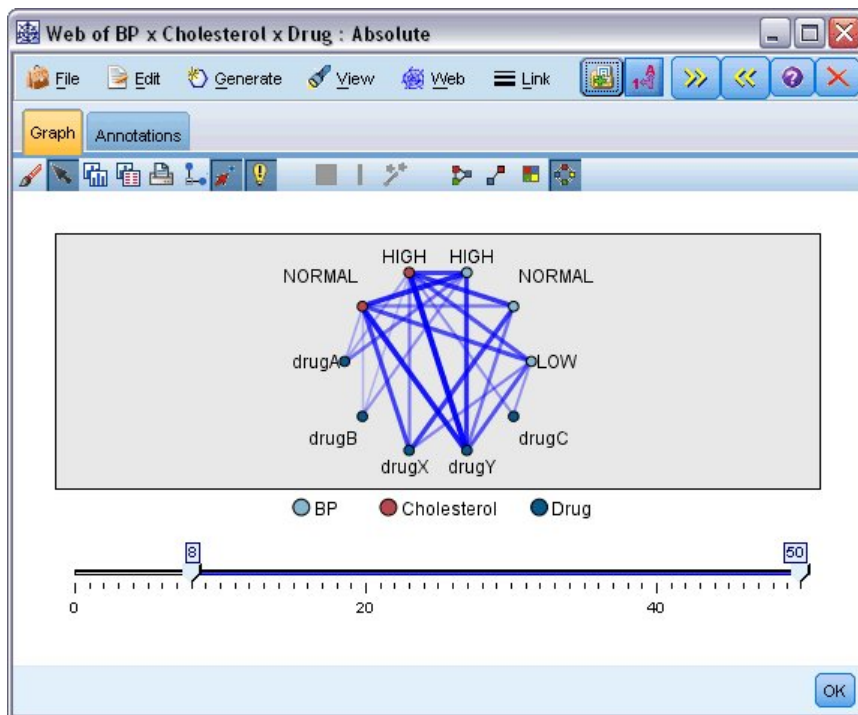 Web of BP x Cholesterol x Drug : Absolute
File Edit Generate View Web Link
Graph Annotations
HIGH HIGH
NORMAL NORMAL
drugA LOW
drugB drugC
drugX drugY
BP Cholesterol Drug
8 50
0 20 40
OK